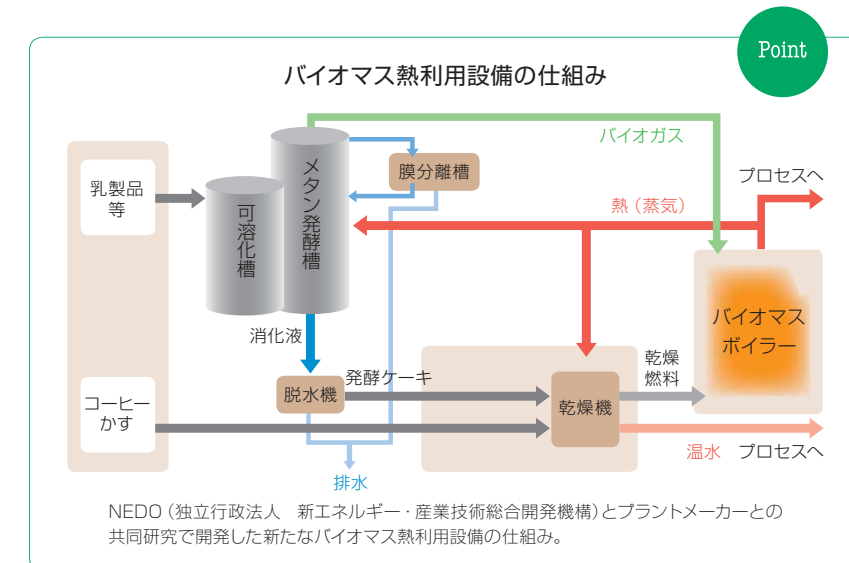 Point
バイオマス熱利用設備の仕組み
バイオガス
乳製品
等
可溶化槽
メタン発酵槽
膜分離槽
プロセスへ
熱（蒸気）
バイオマス
ボイラー
消化液
脱水機
発酵ケーキ
乾燥
燃料
コーヒー
かす
乾燥機
温水
プロセスへ
排水
NEDO（独立行政法人　新エネルギー・産業技術総合開発機構）とプラントメーカーとの
共同研究で開発した新たなバイオマス熱利用設備の仕組み。